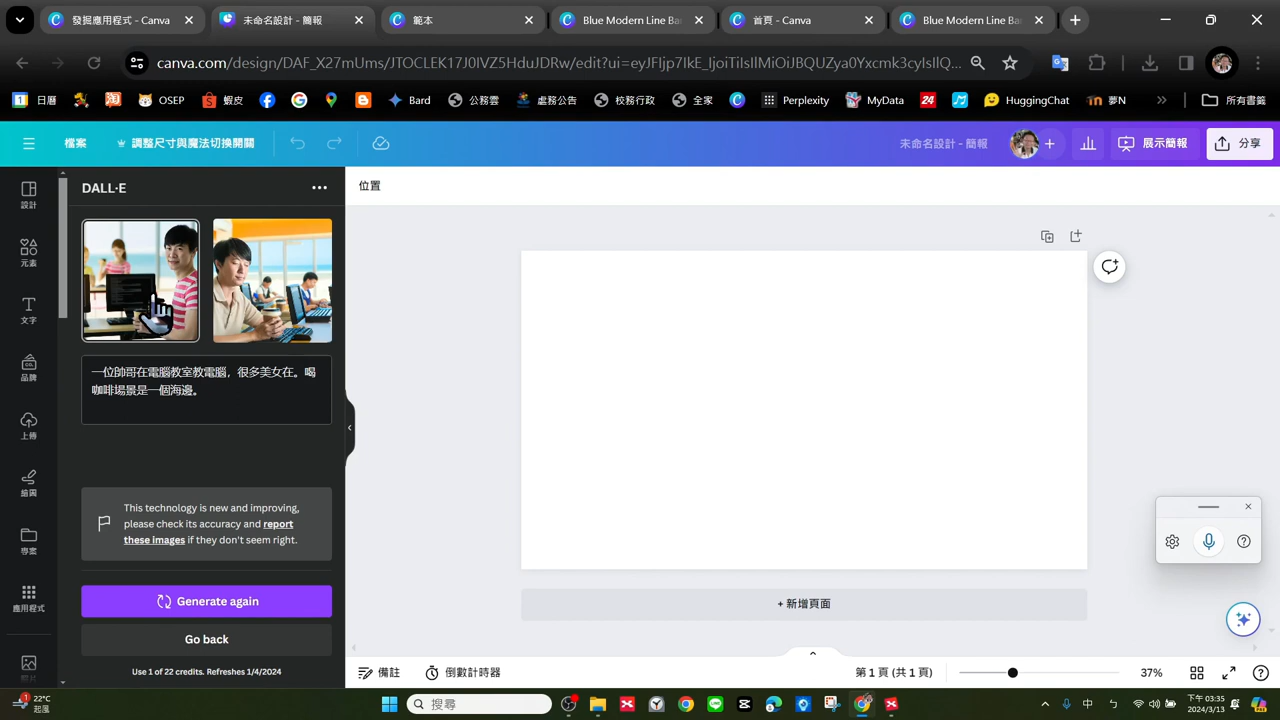 發掘應用程式 - Canva
未命名設計 - 簡報
範本
Blue Modern Line Ba
首頁 - Canva
Blue Modern Line Ba
canva.com/design/DAF_X27mUms/JTOCLEK17J0lVZ5HduJDRw/edit?ui=eyJFIjp7IkE_IjoiTiIsIlMiOiJBQUZya0Yxcmk3cyIsIlQ...
日曆
淘
OSEP
蝦皮
Bard
公務雲
處務公告
校務行政
全家
Perplexity
24
MyData
HuggingChat
夢N
所有書籤
檔案
調整尺寸與魔法切換開關
未命名設計 - 簡報
展示簡報
分享
設計
元素
文字
品牌
上傳
繪圖
專案
應用程式
照片
DALL·E
一位帥哥在電腦教室教電腦，很多美女在。喝
咖啡場景是一個海邊。
This technology is new and improving,
please check its accuracy and report
these images if they don't seem right.
Generate again
Go back
Use 1 of 22 credits. Refreshes 1/4/2024
位置
+ 新增頁面
備註
倒數計時器
第 1 頁 (共 1 頁)
37%
1
22°C
起風
搜尋
中
下午 03:35
2024/3/13